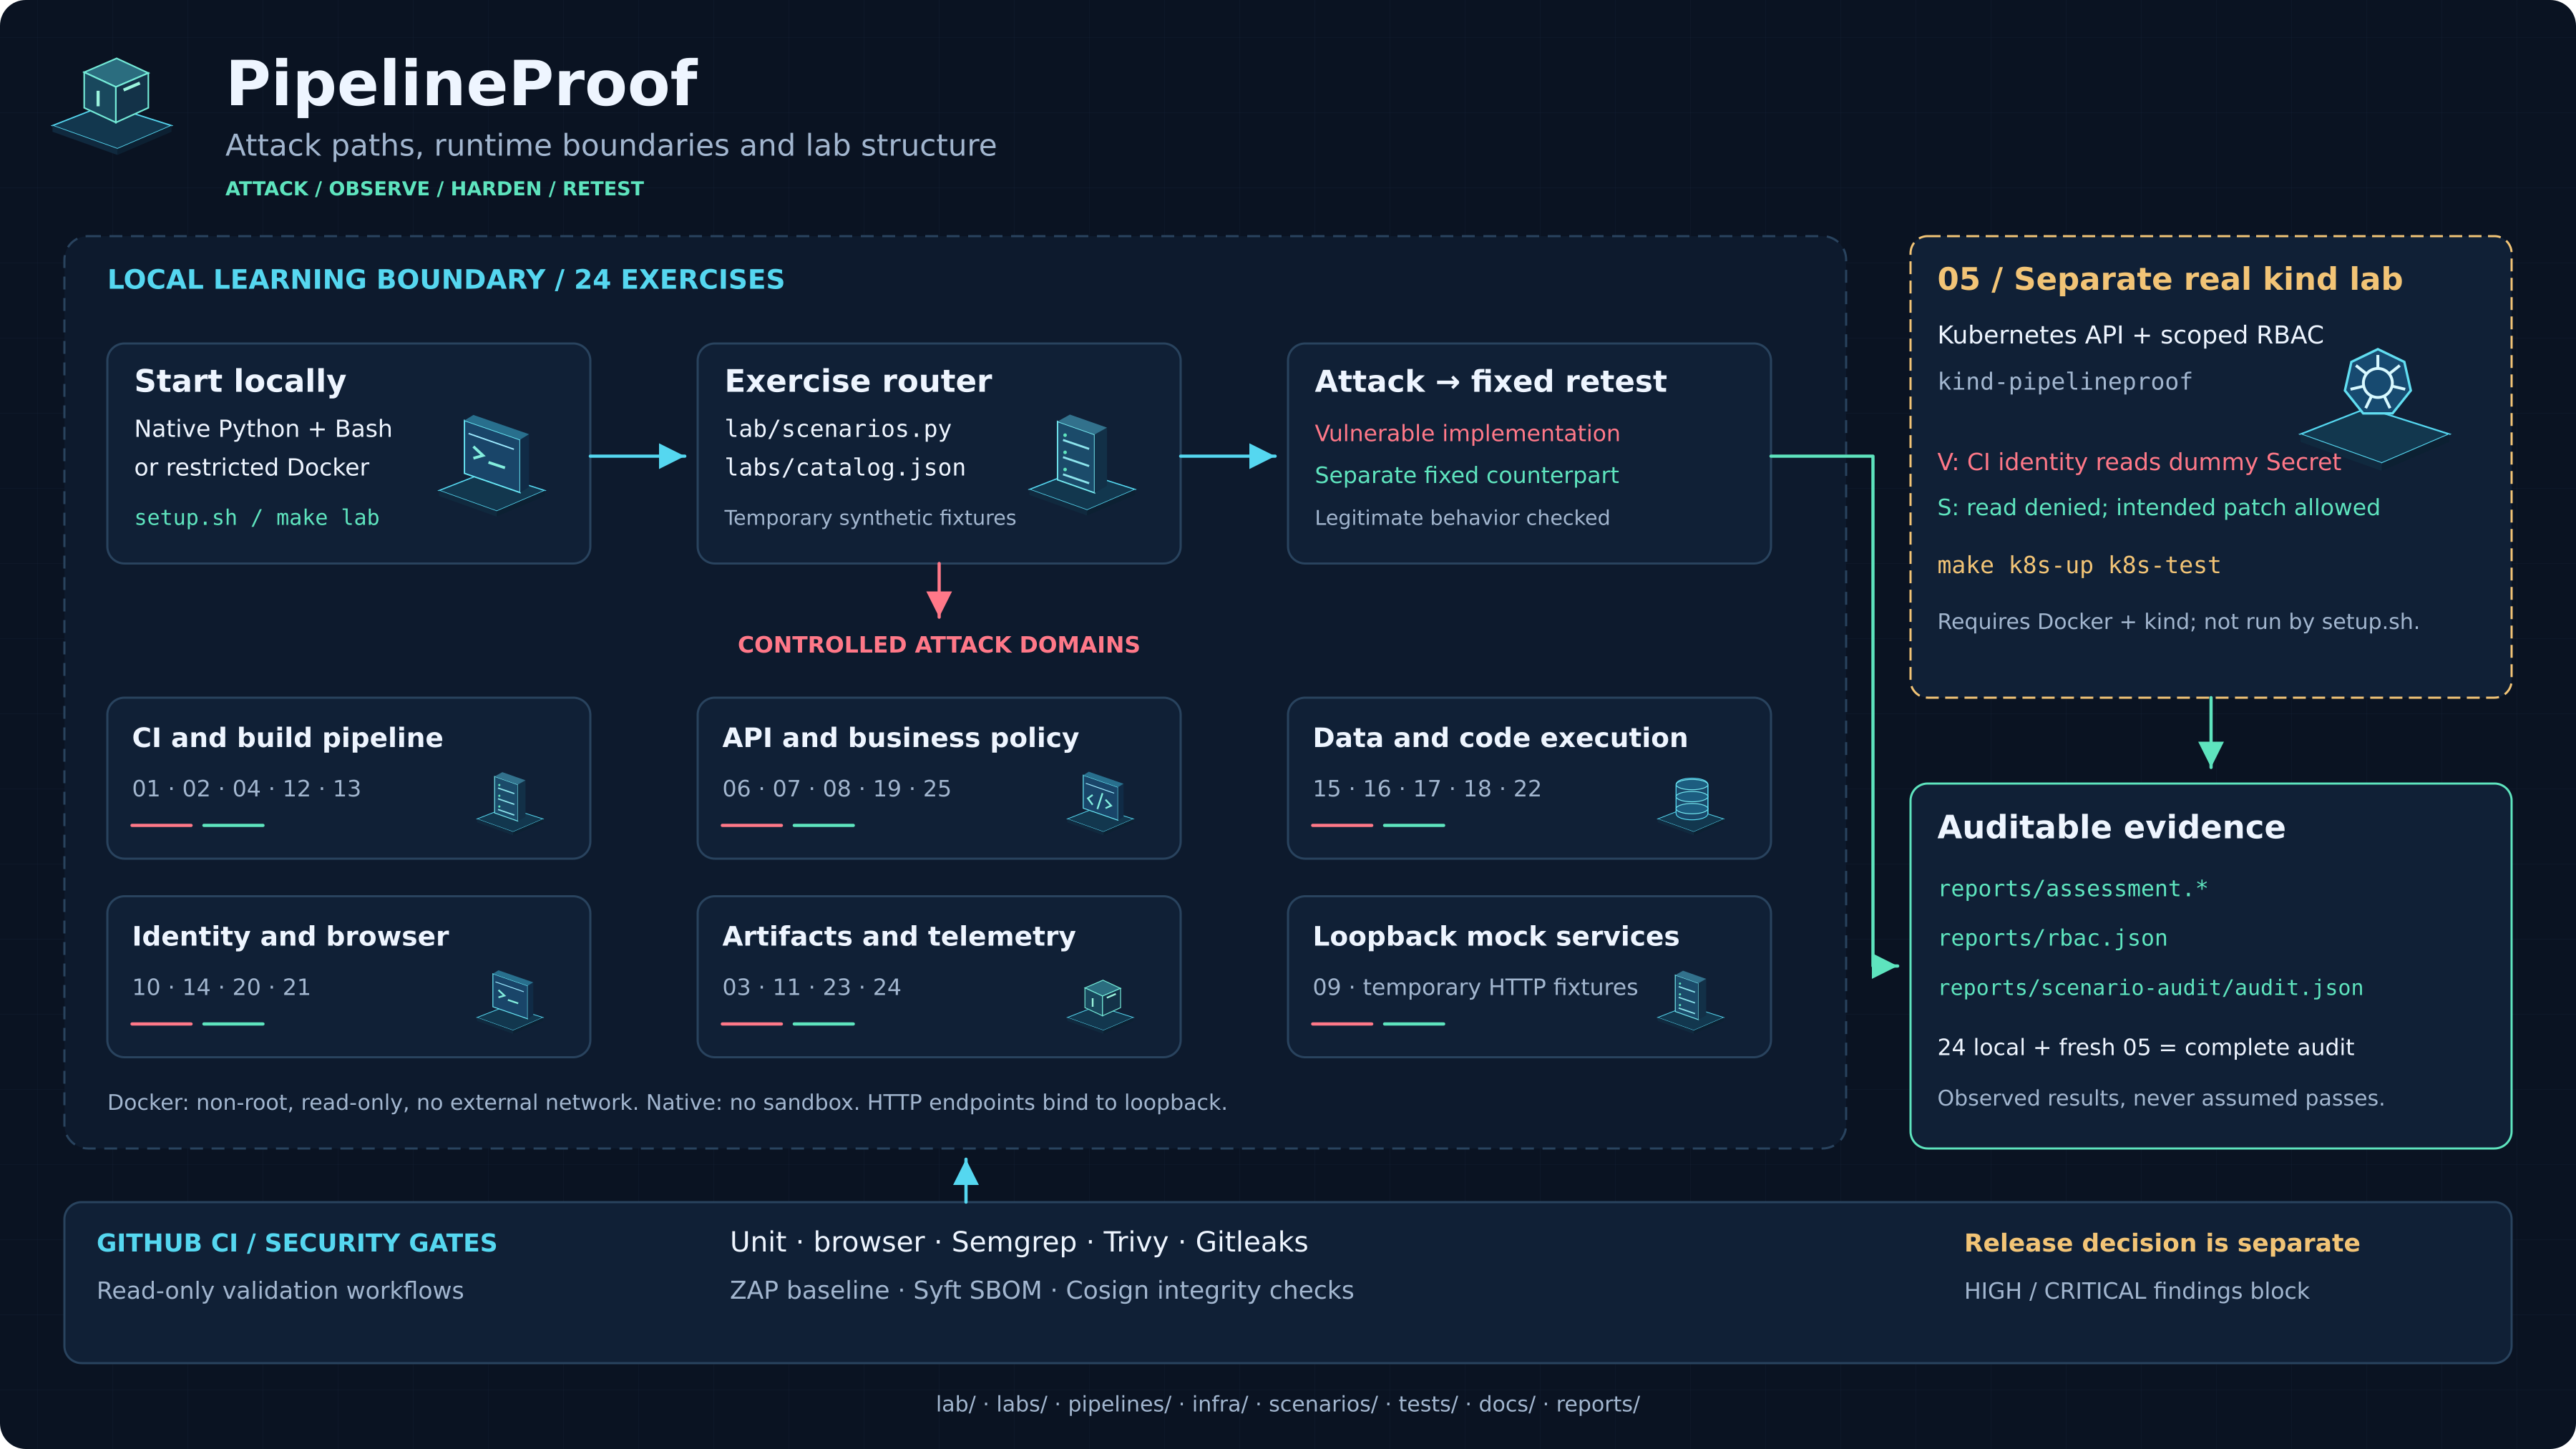 PipelineProof
Attack paths, runtime boundaries and lab structure
ATTACK / OBSERVE / HARDEN / RETEST
LOCAL LEARNING BOUNDARY / 24 EXERCISES
Start locally
Native Python + Bash
or restricted Docker
setup.sh / make lab
Exercise router
lab/scenarios.py
labs/catalog.json
Temporary synthetic fixtures
Attack → fixed retest
Vulnerable implementation
Separate fixed counterpart
Legitimate behavior checked
CONTROLLED ATTACK DOMAINS
CI and build pipeline
01 · 02 · 04 · 12 · 13
API and business policy
06 · 07 · 08 · 19 · 25
Data and code execution
15 · 16 · 17 · 18 · 22
Identity and browser
10 · 14 · 20 · 21
Artifacts and telemetry
03 · 11 · 23 · 24
Loopback mock services
09 · temporary HTTP fixtures
Docker: non-root, read-only, no external network. Native: no sandbox. HTTP endpoints bind to loopback.
05 / Separate real kind lab
Kubernetes API + scoped RBAC
kind-pipelineproof
V: CI identity reads dummy Secret
S: read denied; intended patch allowed
make k8s-up k8s-test
Requires Docker + kind; not run by setup.sh.
Auditable evidence
reports/assessment.*
reports/rbac.json
reports/scenario-audit/audit.json
24 local + fresh 05 = complete audit
Observed results, never assumed passes.
GITHUB CI / SECURITY GATES
Read-only validation workflows
Unit · browser · Semgrep · Trivy · Gitleaks
ZAP baseline · Syft SBOM · Cosign integrity checks
Release decision is separate
HIGH / CRITICAL findings block
lab/ · labs/ · pipelines/ · infra/ · scenarios/ · tests/ · docs/ · reports/